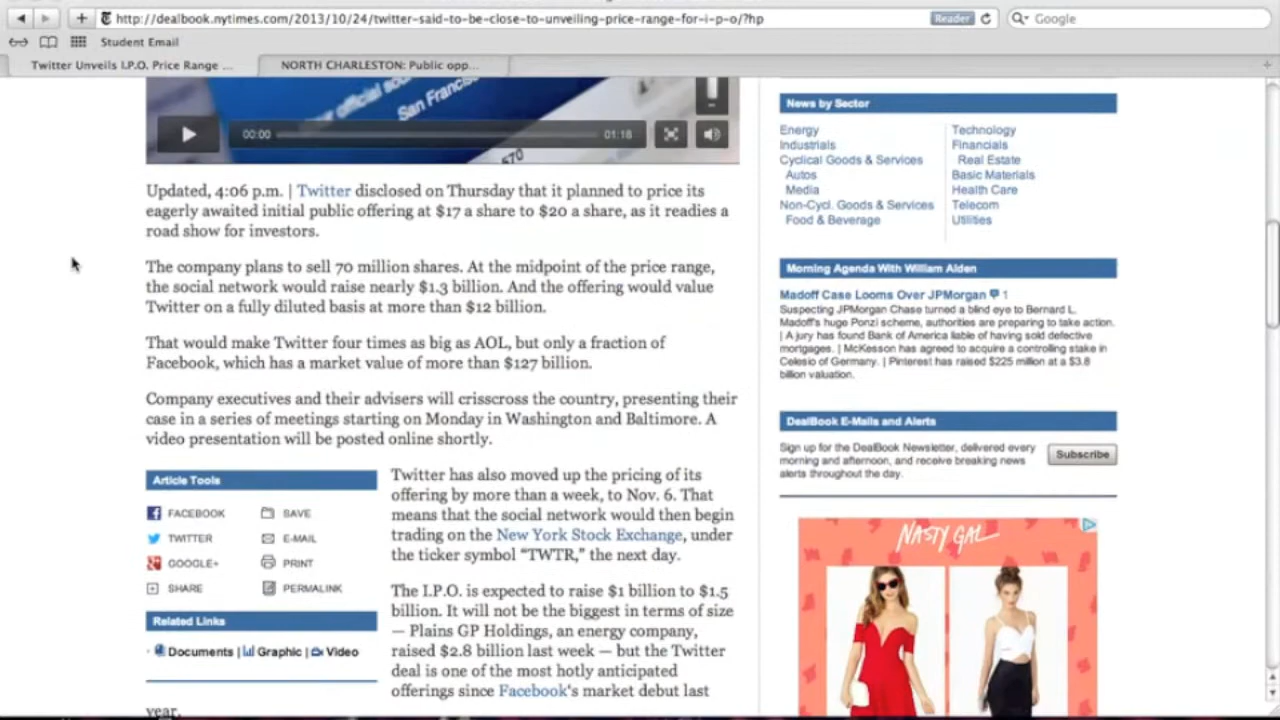 http://dealbook.nytimes.com/2013/10/24/twitter-said-to-be-close-to-unveiling-price-range-for-i-p-o/?hp
Reader
Google
Student Email
Twitter Unveils I.P.O. Price Range ...
NORTH CHARLESTON: Public opp...
your official
San Francis
00:00
01:18
Updated, 4:06 p.m. | Twitter disclosed on Thursday that it planned to price its
eagerly awaited initial public offering at $17 a share to $20 a share, as it readies a
road show for investors.
The company plans to sell 70 million shares. At the midpoint of the price range,
the social network would raise nearly $1.3 billion. And the offering would value
Twitter on a fully diluted basis at more than $12 billion.
That would make Twitter four times as big as AOL, but only a fraction of
Facebook, which has a market value of more than $127 billion.
Company executives and their advisers will crisscross the country, presenting their
case in a series of meetings starting on Monday in Washington and Baltimore. A
video presentation will be posted online shortly.
Article Tools
FACEBOOK
SAVE
TWITTER
E-MAIL
GOOGLE+
PRINT
SHARE
PERMALINK
Related Links
Documents | Graphic | Video
Twitter has also moved up the pricing of its
offering by more than a week, to Nov. 6. That
means that the social network would then begin
trading on the New York Stock Exchange, under
the ticker symbol “TWTR,” the next day.
The I.P.O. is expected to raise $1 billion to $1.5
billion. It will not be the biggest in terms of size
— Plains GP Holdings, an energy company,
raised $2.8 billion last week — but the Twitter
deal is one of the most hotly anticipated
offerings since Facebook's market debut last
year.
News by Sector
Energy
Industrials
Cyclical Goods & Services
Autos
Media
Non-Cycl. Goods & Services
Food & Beverage
Technology
Financials
Real Estate
Basic Materials
Health Care
Telecom
Utilities
Morning Agenda With William Alden
Madoff Case Looms Over JPMorgan 1
Suspecting JPMorgan Chase turned a blind eye to Bernard L.
Madoff's huge Ponzi scheme, authorities are preparing to take action.
| A jury has found Bank of America liable of having sold defective
mortgages. | McKesson has agreed to acquire a controlling stake in
Celesio of Germany. | Pinterest has raised $225 million at a $3.8
billion valuation.
DealBook E-Mails and Alerts
Sign up for the DealBook Newsletter, delivered every
morning and afternoon, and receive breaking news
alerts throughout the day.
Subscribe
NASTY GAL